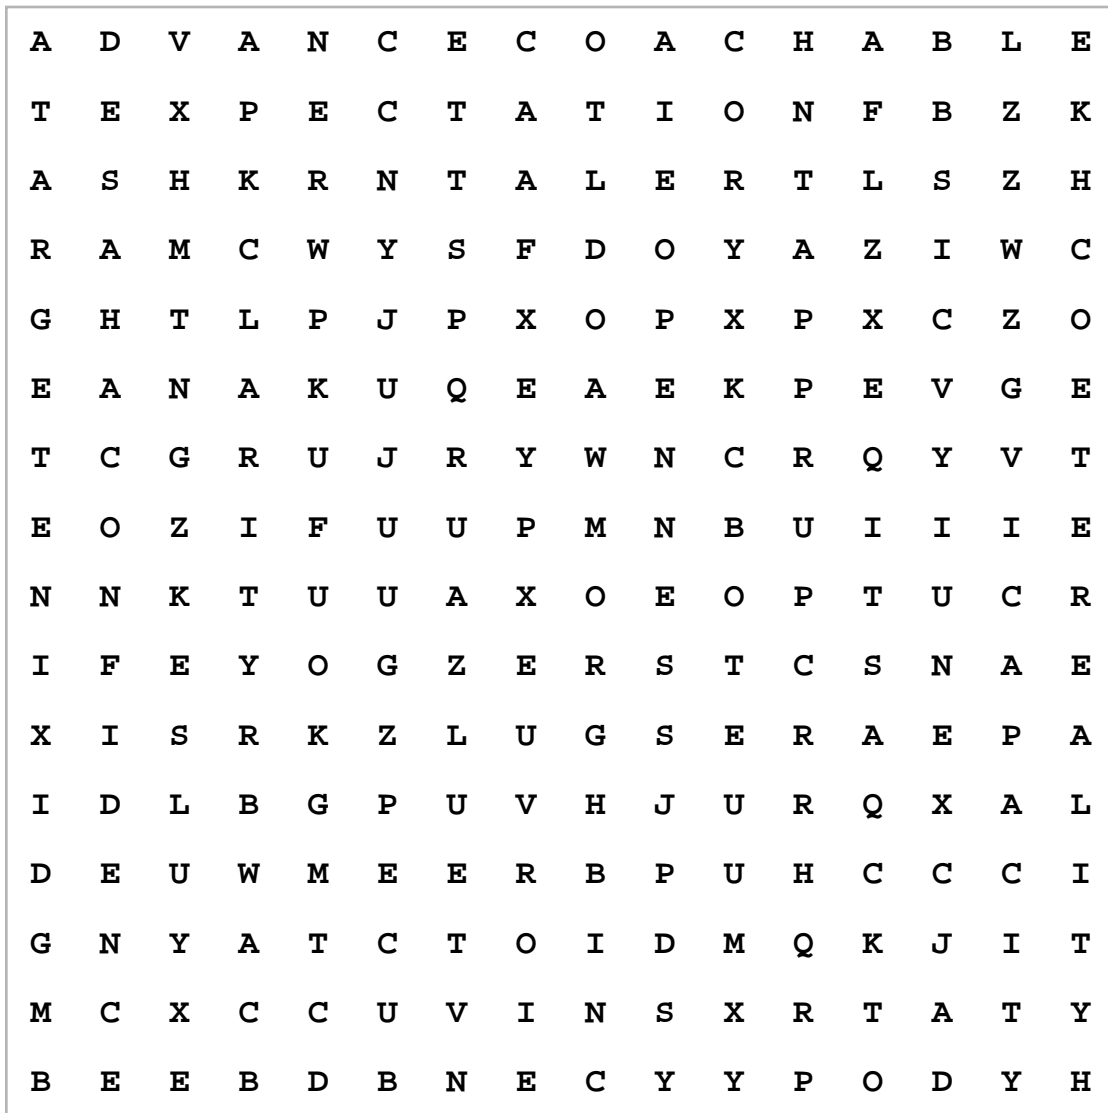 A D V A N C E C O A C H A B L E
T E X P E C T A T I O N F B Z K
A S H K R N T A L E R T L S Z H
R A M C W Y S F D O Y A Z I W C
G H T L P J P X O P X P X C Z O
E A N A K U Q E A E K P E V G E
T C G R U J R Y W N C R Q Y V T
E O Z I F U U P M N B U I I I E
N N K T U U A X O E O P T U C R
I F E Y O G Z E R S T C S N A E
X I S R K Z L U G S E R A E P A
I D L B G P U V H J U R Q X A L
D E U W M E E R B P U H C C C I
G N Y A T C T O I D M Q K J I T
M C X C C U V I N S X R T A T Y
B E E B D B N E C Y Y P O D Y H